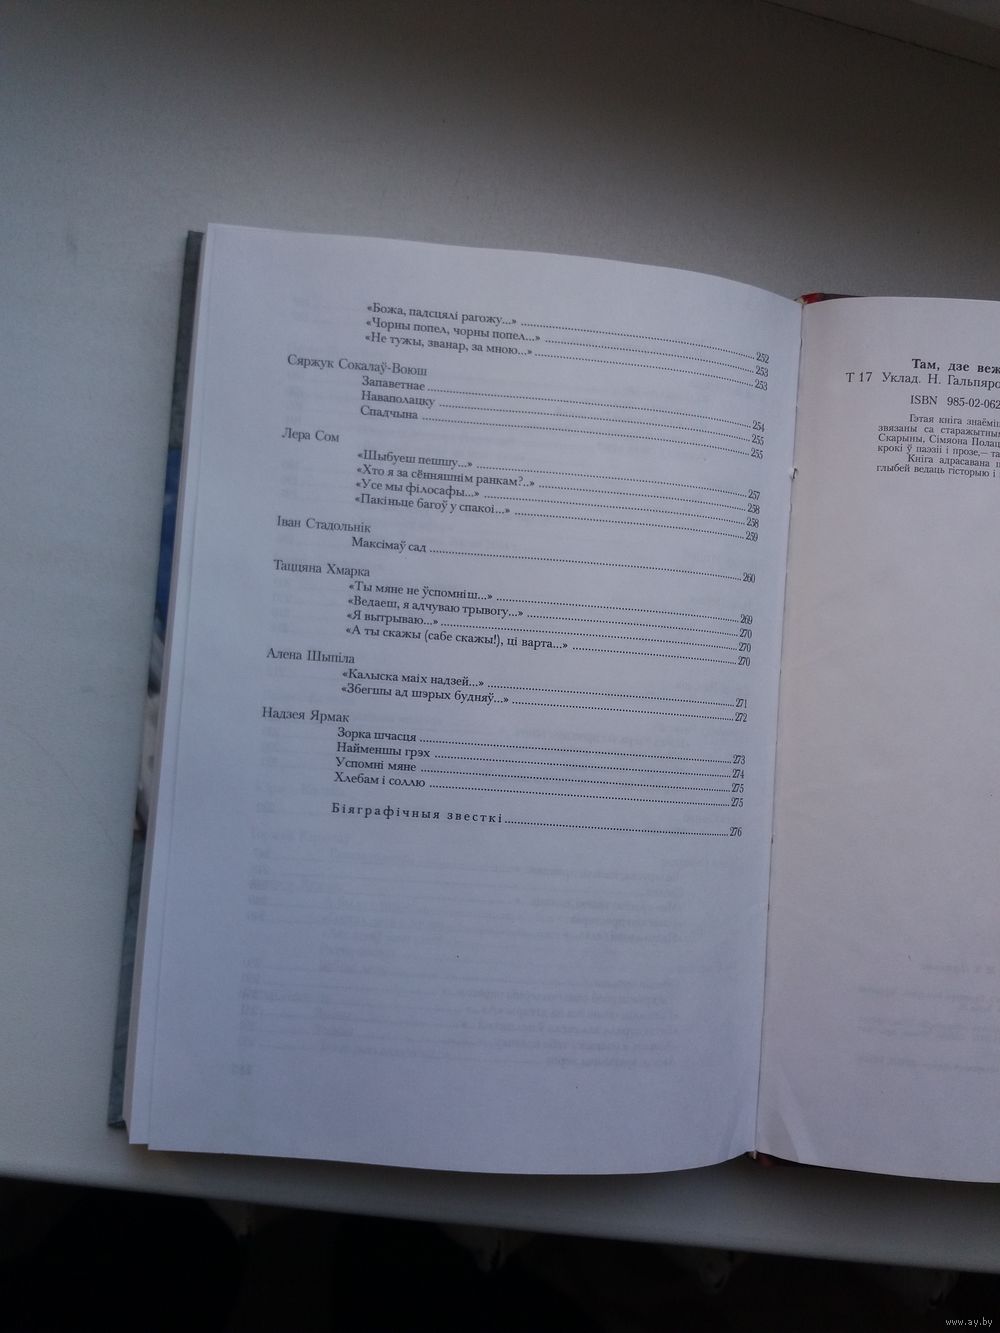 «Божа, падсцялі рагожу...» 252
«Чорны попел, чорны попел...» 253
«Не тужы, званар, за мною...» 253
Сяржук Сокалаў-Воюш
Запаветнае 254
Наваполацку 255
Спадчына 255
Лера Сом
«Шыбуеш пешшу...» 257
«Хто я за сённяшнім ранкам?..» 258
«Усе мы філосафы...» 258
«Пакіньце багоў у спакоі...» 259
Іван Стадольнік
Максімаў сад 260
Таццяна Хмарка
«Ты мяне не ўспомніш...» 269
«Ведаеш, я адчуваю трывогу...» 270
«Я вытрываю...» 270
«А ты скажы (сабе скажы!), ці варта...» 270
Алена Шыпіла
«Калыска маіх надзей...» 271
«Збегшы ад шэрых будняў...» 272
Надзея Ярмак
Зорка шчасця 273
Найменшы грэх 274
Успомні мяне 275
Хлебам і соллю 275
Біяграфічныя звесткі 276
Там, дзе веж
Т 17 Уклад. Н. Гальпяро
ISBN 985-02-062
Гэтая кніга знаёміц
звязаны са старажытным
Скарыны, Сімяона Полац
крокі ў паэзіі і прозе,— та
Кніга адрасавана ш
глыбей ведаць гісторыю і
www.ay.by